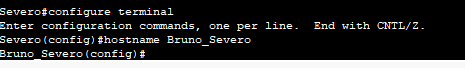 Severo#configure terminal
Enter configuration commands, one per line.  End with CNTL/Z.
Severo(config)#hostname Bruno_Severo
Bruno_Severo(config)#